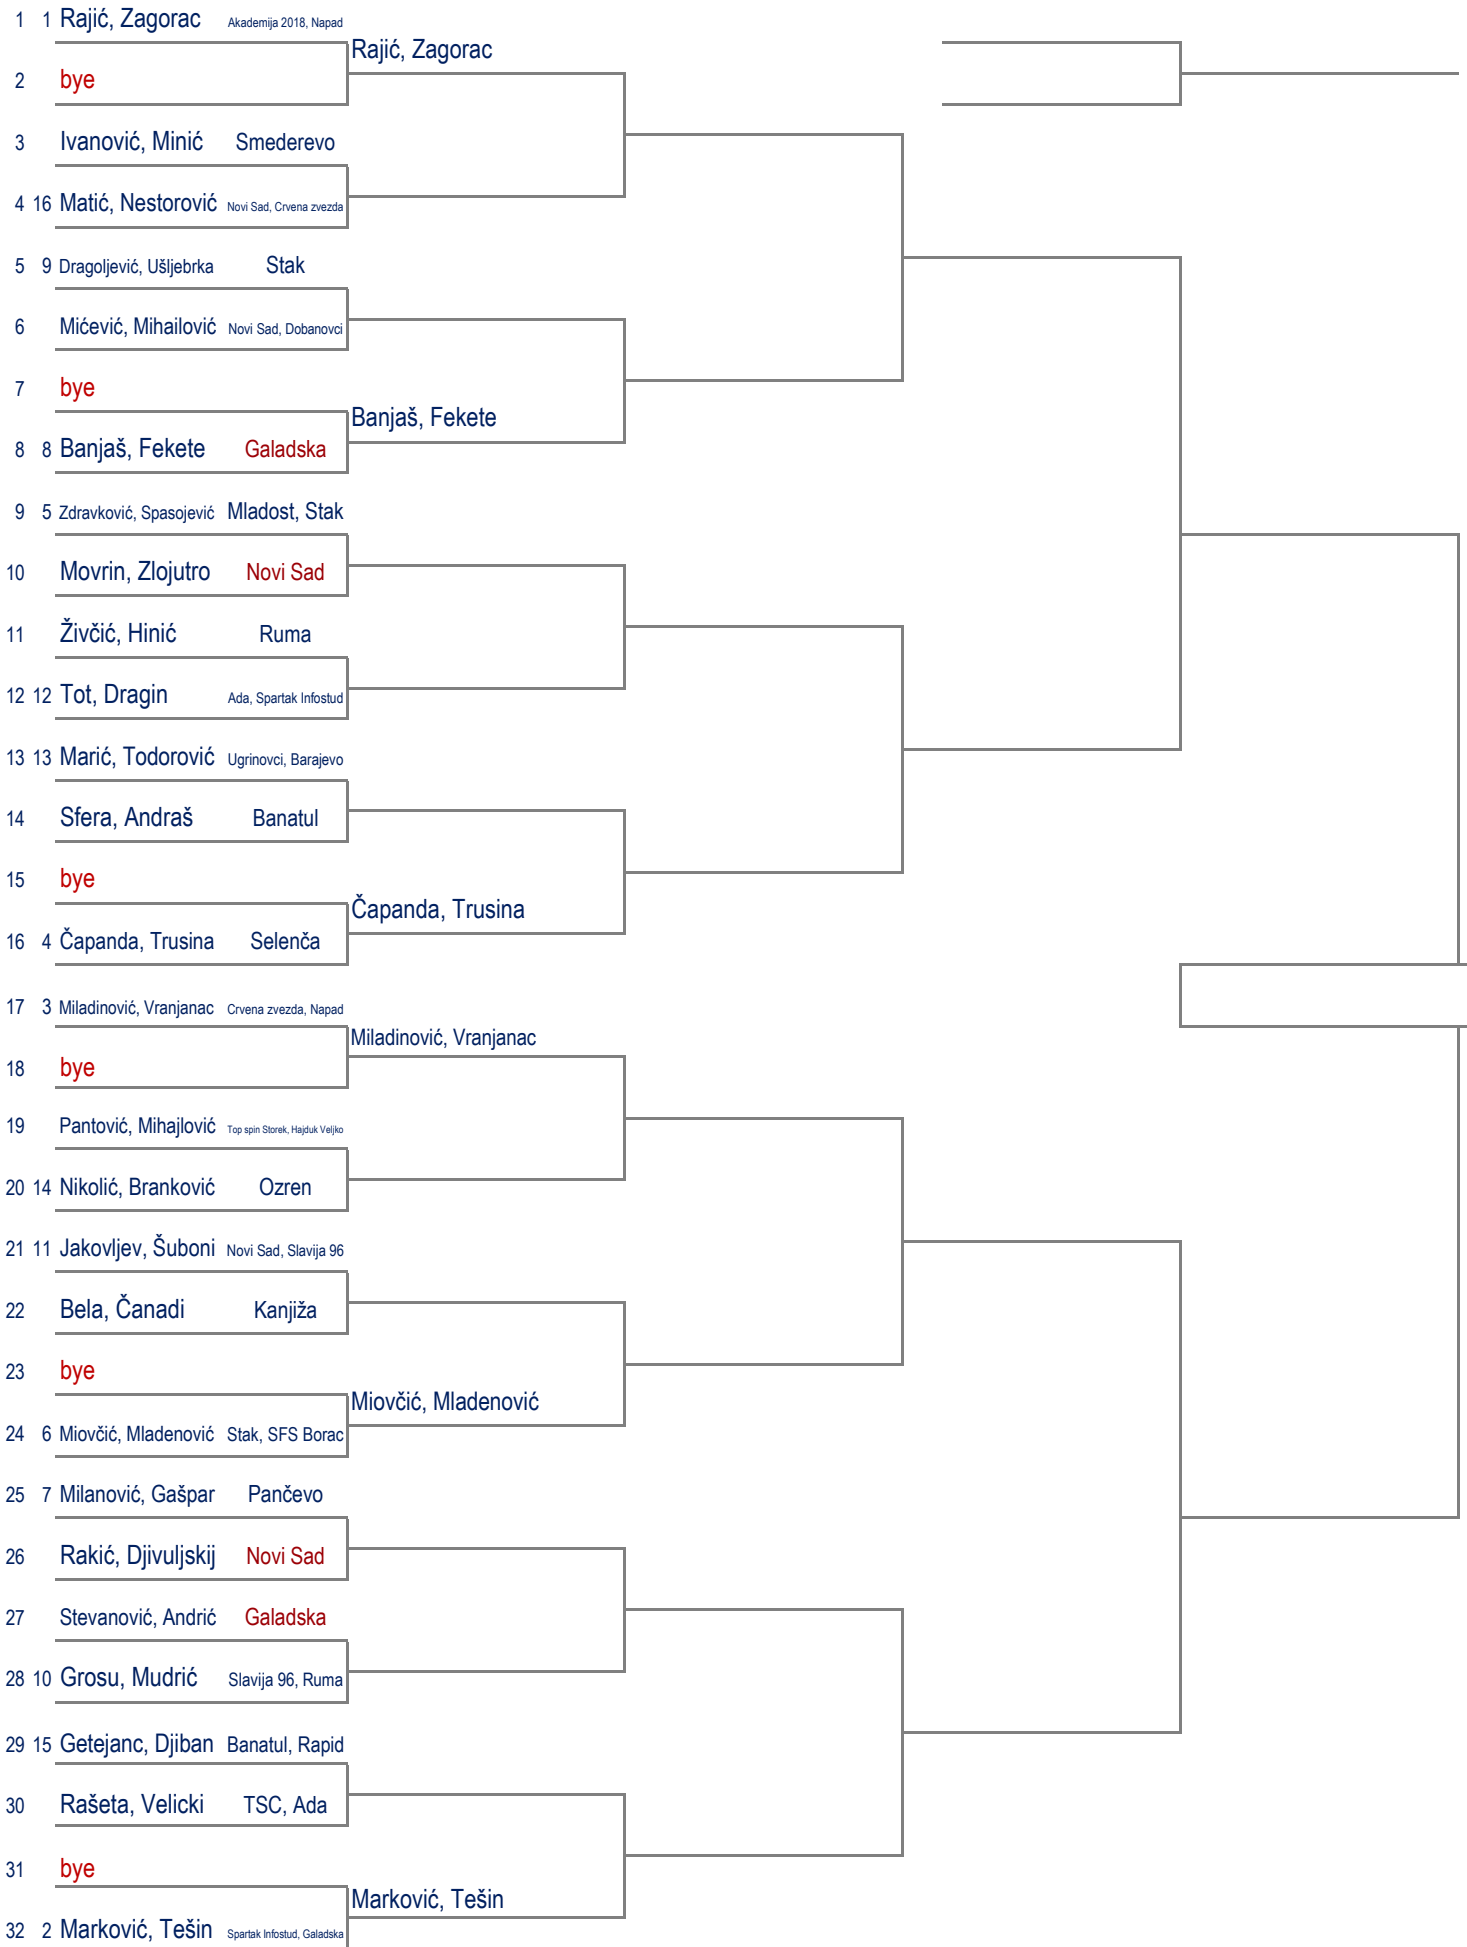 1 1 Rajić, Zagorac Akademija 2018, Napad
Rajić, Zagorac
2 bye
3 Ivanović, Minić Smederevo
4 16 Matić, Nestorović Novi Sad, Crvena zvezda
5 9 Dragoljević, Ušljebrka Stak
6 Mićević, Mihailović Novi Sad, Dobanovci
7 bye
Banjaš, Fekete
8 8 Banjaš, Fekete Galadska
9 5 Zdravković, Spasojević Mladost, Stak
10 Movrin, Zlojutro Novi Sad
11 Živčić, Hinić Ruma
12 12 Tot, Dragin Ada, Spartak Infostud
13 13 Marić, Todorović Ugrinovci, Barajevo
14 Sfera, Andraš Banatul
15 bye
Čapanda, Trusina
16 4 Čapanda, Trusina Selenča
17 3 Miladinović, Vranjanac Crvena zvezda, Napad
Miladinović, Vranjanac
18 bye
19 Pantović, Mihajlović Top spin Storek, Hajduk Veljko
20 14 Nikolić, Branković Ozren
21 11 Jakovljev, Šuboni Novi Sad, Slavija 96
22 Bela, Čanadi Kanjiža
23 bye
Miovčić, Mladenović
24 6 Miovčić, Mladenović Stak, SFS Borac
25 7 Milanović, Gašpar Pančevo
26 Rakić, Djivuljskij Novi Sad
27 Stevanović, Andrić Galadska
28 10 Grosu, Mudrić Slavija 96, Ruma
29 15 Getejanc, Djiban Banatul, Rapid
30 Rašeta, Velicki TSC, Ada
31 bye
Marković, Tešin
32 2 Marković, Tešin Spartak Infostud, Galadska